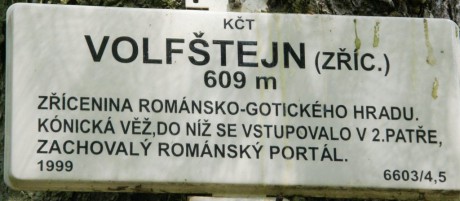 KČT
VOLFŠTEJN (ZŘÍC.)
609 m
ZŘÍCENINA ROMÁNSKO-GOTICKÉHO HRADU.
KÓNICKÁ VĚŽ,DO NÍŽ SE VSTUPOVALO V 2.PATŘE,
ZACHOVALÝ ROMÁNSKÝ PORTÁL.
1999 6603/4,5